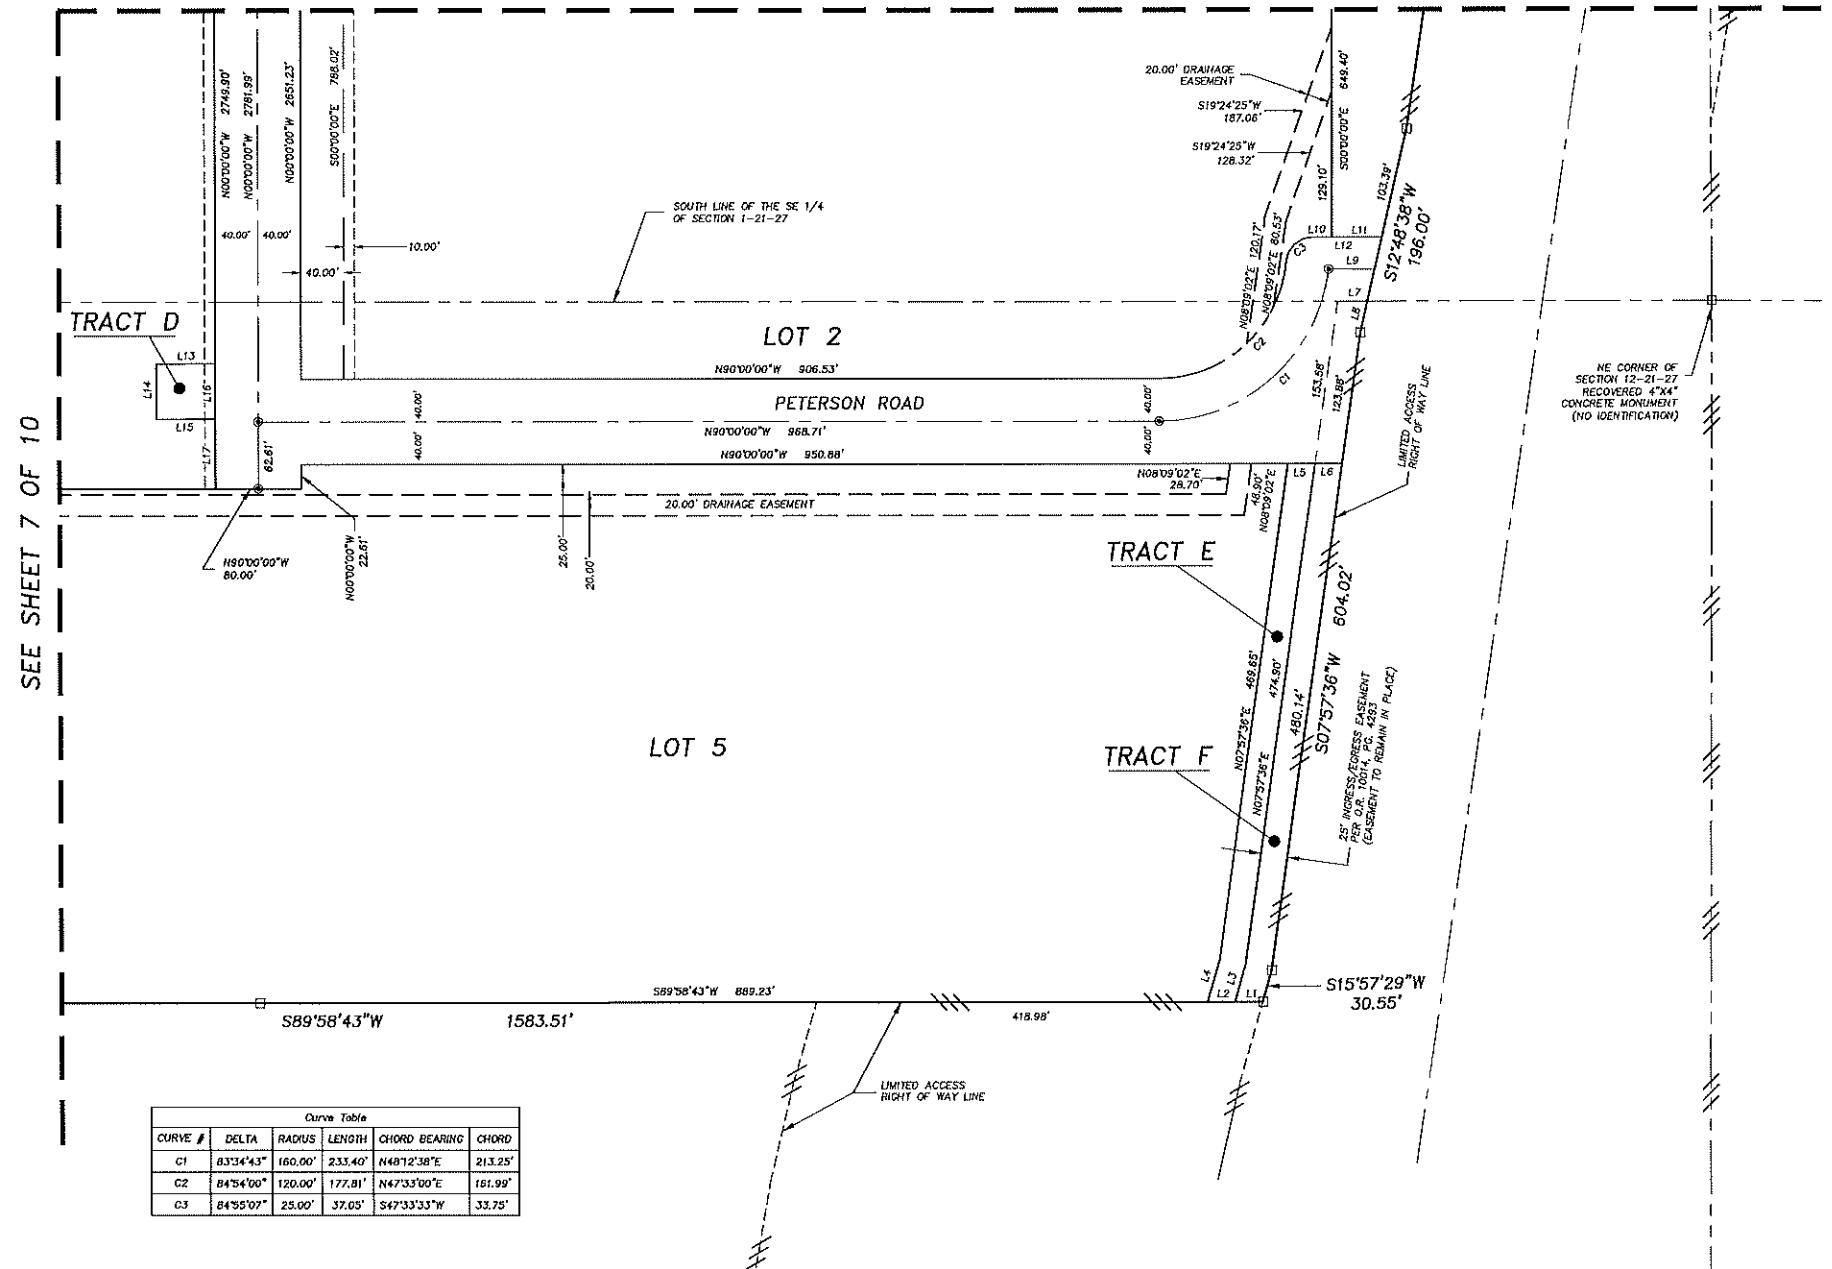 N00°00'00"W 2749.90'
N00°00'00"W 2781.99'
N00°00'00"W 2651.23'
S00°00'00"E 788.02'
40.00'
40.00'
10.00'
40.00'
SOUTH LINE OF THE SE 1/4
OF SECTION 1-21-27
20.00' DRAINAGE
EASEMENT
S19°24'25"W
187.06'
S19°24'25"W
128.32'
S00°00'00"E 649.40'
129.10'
103.39'
S12°48'38"W
196.00'
L10
L11
L12
C3
L9
L7
L8
N08°09'02"E 120.17'
N08°09'02"E 80.53'
C2
C1
153.58'
123.88'
TRACT D
L13
L14
L16
L15
L17
62.61'
LOT 2
N90°00'00"W 906.53'
PETERSON ROAD
40.00'
40.00'
40.00'
40.00'
N90°00'00"W 968.71'
N90°00'00"W 950.88'
NE CORNER OF
SECTION 12-21-27
RECOVERED 4"X4"
CONCRETE MONUMENT
(NO IDENTIFICATION)
LIMITED ACCESS
RIGHT OF WAY LINE
SEE SHEET 7 OF 10
N08°09'02"E
28.70'
48.90'
N08°09'02"E
L5
L6
20.00' DRAINAGE EASEMENT
N90°00'00"W
80.00'
N00°00'00"W
22.61'
25.00'
20.00'
TRACT E
S07°57'36"W 604.02'
N07°57'36"E 469.65'
N07°57'36"E 474.90'
480.14'
25' INGRESS/EGRESS EASEMENT
PER O.R. 10014, PG. 4293
(EASEMENT TO REMAIN IN PLACE)
LOT 5
TRACT F
L4
L3
L2
L1
S89°58'43"W 889.23'
S15°57'29"W
30.55'
S89°58'43"W 1583.51'
418.98'
LIMITED ACCESS
RIGHT OF WAY LINE
Curve Table
CURVE # DELTA RADIUS LENGTH CHORD BEARING CHORD
C1 83°34'43" 160.00' 233.40' N48°12'38"E 213.25'
C2 84°54'00" 120.00' 177.81' N47°33'00"E 161.99'
C3 84°55'07" 25.00' 37.05' S47°33'33"W 33.75'